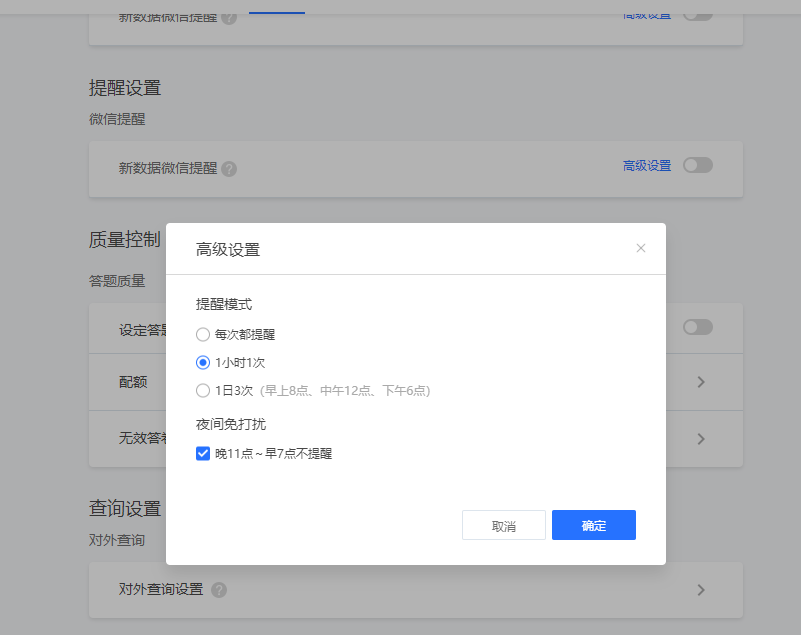 新数据微信提醒 ? 高级设置
提醒设置
微信提醒
新数据微信提醒 ? 高级设置
质量控制
答题质量
设定答题
配额
无效答卷
高级设置
提醒模式
每次都提醒
1小时1次
1日3次（早上8点、中午12点、下午6点）
夜间免打扰
晚11点～早7点不提醒
取消 确定
查询设置
对外查询
对外查询设置 ?